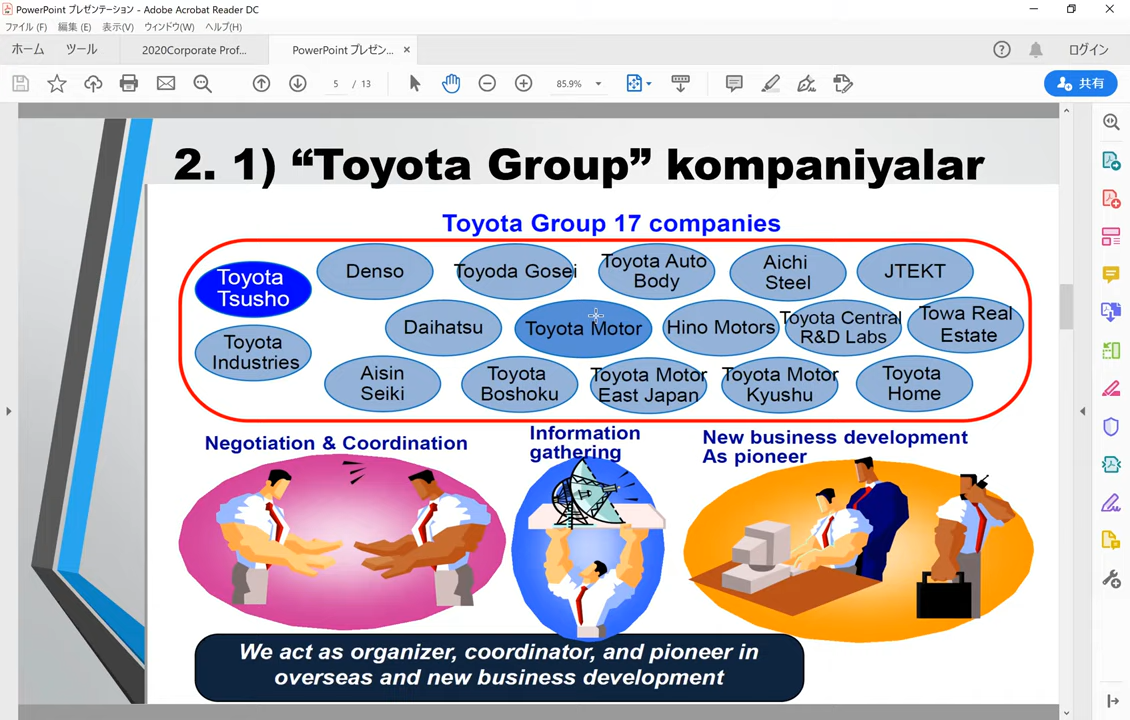 PowerPoint プレゼンテーション - Adobe Acrobat Reader DC
ファイル (F) 編集 (E) 表示(V) ウィンドウ(W) ヘルプ(H)
ホーム ツール 2020Corporate Prof... PowerPoint プレゼン... × ログイン
5 / 13 85.9% 共有
2. 1) “Toyota Group” kompaniyalar
Toyota Group 17 companies
Toyota
Tsusho
Denso
Toyoda Gosei
Toyota Auto
Body
Aichi
Steel
JTEKT
Toyota
Industries
Daihatsu
Toyota Motor
Hino Motors
Toyota Central
R&D Labs
Towa Real
Estate
Aisin
Seiki
Toyota
Boshoku
Toyota Motor
East Japan
Toyota Motor
Kyushu
Toyota
Home
Negotiation & Coordination
Information
gathering
New business development
As pioneer
We act as organizer, coordinator, and pioneer in
overseas and new business development